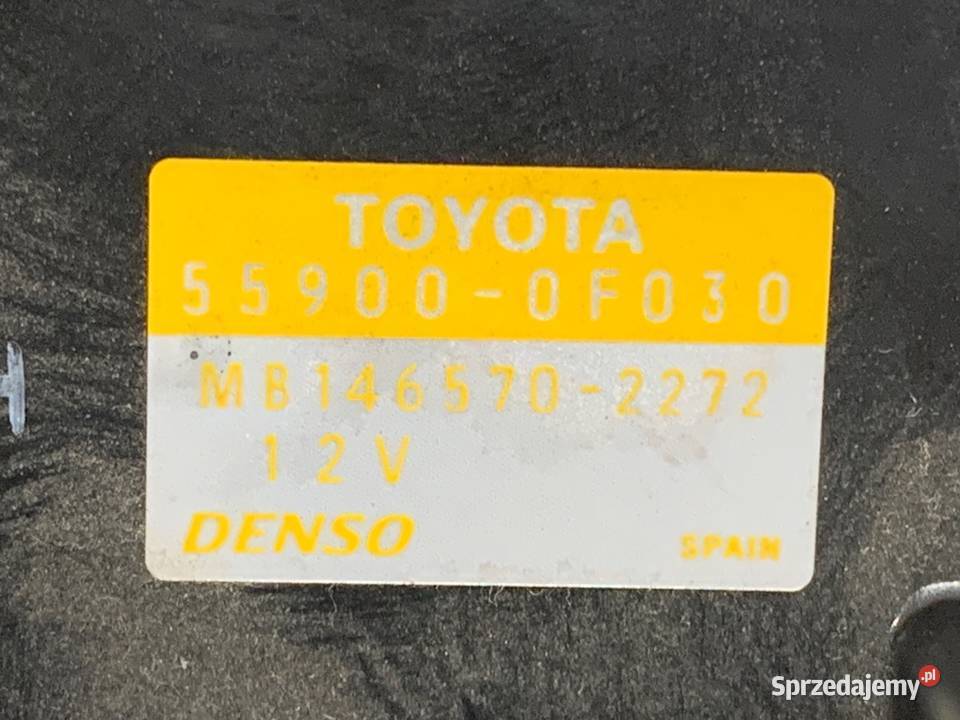 TOYOTA
55900-0F030
MB146570-2272
12V
DENSO
SPAIN
Sprzedajemy.pl